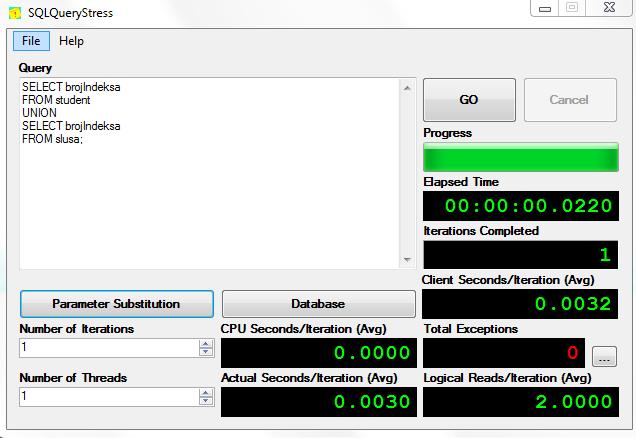 SQLQueryStress
File Help
Query
SELECT brojIndeksa
FROM student
UNION
SELECT brojIndeksa
FROM slusa;
GO Cancel
Progress
Elapsed Time
00:00:00.0220
Iterations Completed
1
Client Seconds/Iteration (Avg)
0.0032
Parameter Substitution Database
Number of Iterations CPU Seconds/Iteration (Avg) Total Exceptions
1 0.0000 0 ...
Number of Threads Actual Seconds/Iteration (Avg) Logical Reads/Iteration (Avg)
1 0.0030 2.0000